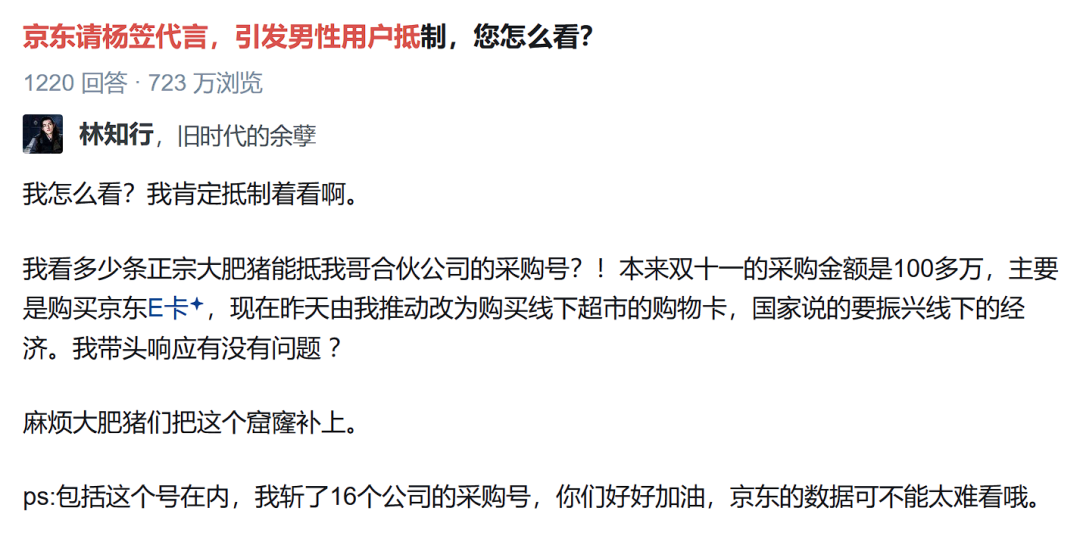 京东请杨笠代言，引发男性用户抵制，您怎么看？
1220 回答 · 723 万浏览
林知行，旧时代的余孽
我怎么看？我肯定抵制着看啊。
我看多少条正宗大肥猪能抵我哥合伙公司的采购号？！本来双十一的采购金额是100多万，主要
是购买京东E卡，现在昨天由我推动改为购买线下超市的购物卡，国家说的要振兴线下的经
济。我带头响应有没有问题？
麻烦大肥猪们把这个窟窿补上。
ps:包括这个号在内，我斩了16个公司的采购号，你们好好加油，京东的数据可不能太难看哦。